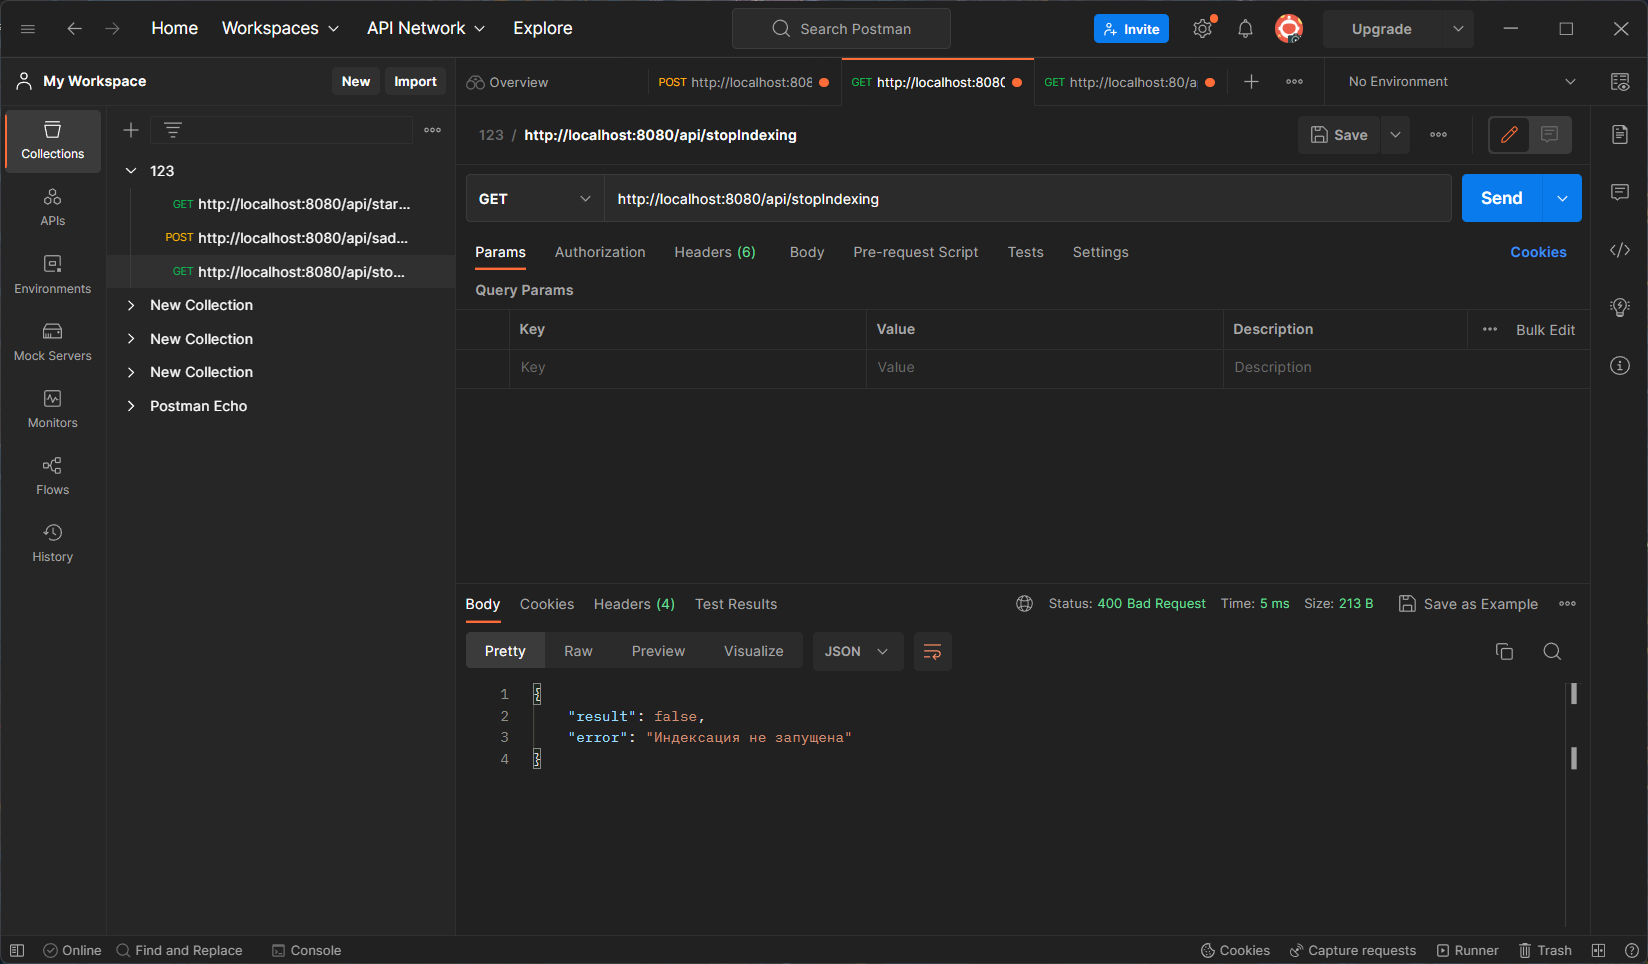 Home Workspaces API Network Explore Search Postman Invite Upgrade
My Workspace New Import Overview POST http://localhost:808 GET http://localhost:8080 GET http://localhost:80/a No Environment
Collections
APIs
Environments
Mock Servers
Monitors
Flows
History
123
GET http://localhost:8080/api/star...
POST http://localhost:8080/api/sad...
GET http://localhost:8080/api/sto...
New Collection
New Collection
New Collection
Postman Echo
123 / http://localhost:8080/api/stopIndexing Save
GET http://localhost:8080/api/stopIndexing Send
Params Authorization Headers (6) Body Pre-request Script Tests Settings Cookies
Query Params
Key Value Description Bulk Edit
Key Value Description
Body Cookies Headers (4) Test Results Status: 400 Bad Request Time: 5 ms Size: 213 B Save as Example
Pretty Raw Preview Visualize JSON
1 {
2 "result": false,
3 "error": "Индексация не запущена"
4 }
Online Find and Replace Console Cookies Capture requests Runner Trash